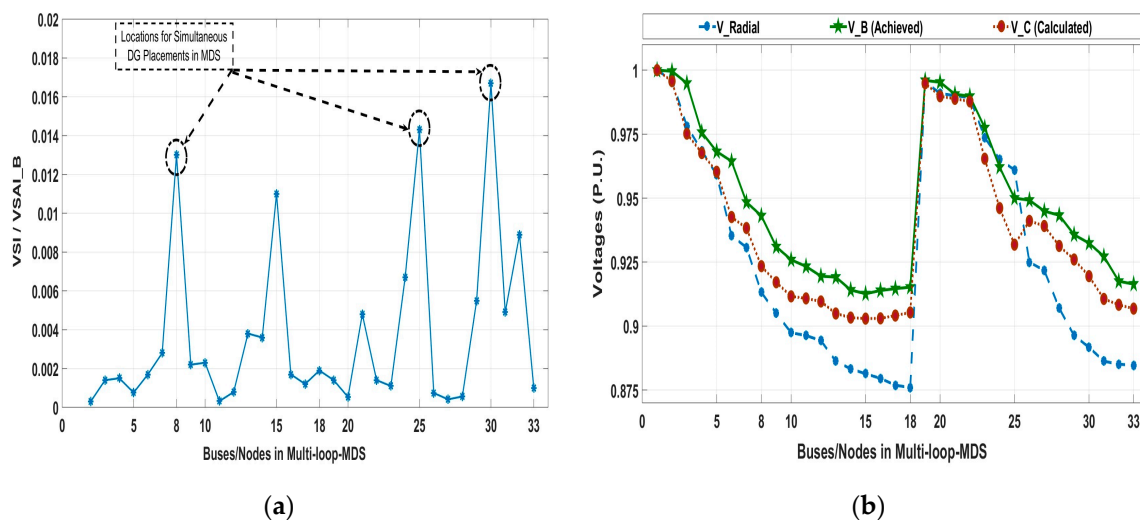 0.02
0.018
0.016
0.014
0.012
0.01
0.008
0.006
0.004
0.002
0
VSI / VSAI_B
Locations for Simultaneous
DG Placements in MDS
0 5 8 10 15 18 20 25 30 33
Buses/Nodes in Multi-loop-MDS
(a)
V_Radial V_B (Achieved) V_C (Calculated)
1
0.975
0.95
0.925
0.9
0.875
Voltages (P.U.)
0 5 10 15 18 20 25 30 33
Buses/Nodes in Multi-loop-MDS
(b)